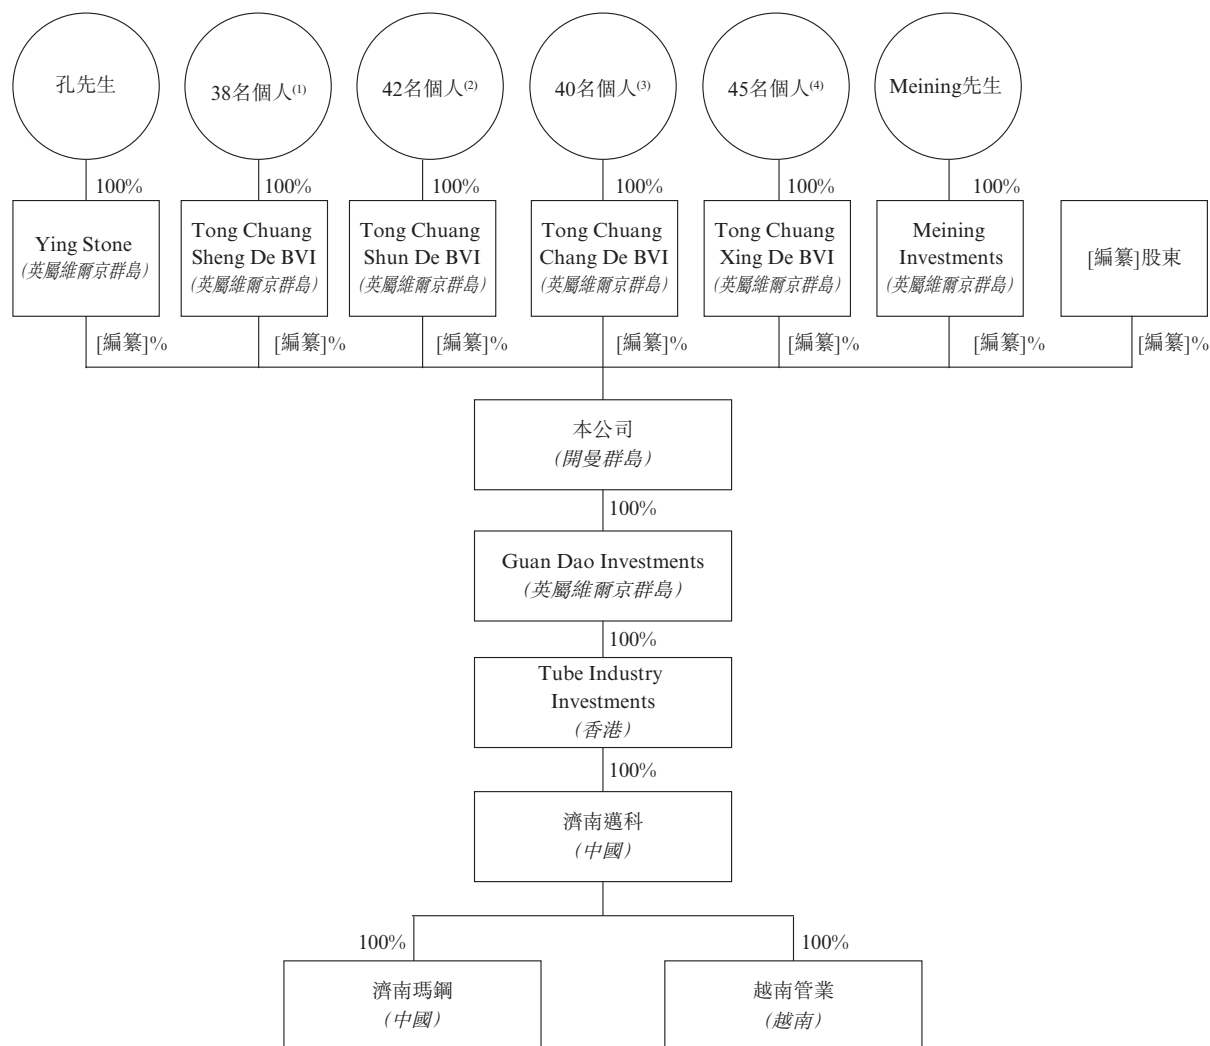 孔先生
38名個人(1)
42名個人(2)
40名個人(3)
45名個人(4)
Meining先生
100%
100%
100%
100%
100%
100%
Ying Stone
(英屬維爾京群島)
Tong Chuang
Sheng De BVI
(英屬維爾京群島)
Tong Chuang
Shun De BVI
(英屬維爾京群島)
Tong Chuang
Chang De BVI
(英屬維爾京群島)
Tong Chuang
Xing De BVI
(英屬維爾京群島)
Meining
Investments
(英屬維爾京群島)
[編纂]股東
[編纂]%
[編纂]%
[編纂]%
[編纂]%
[編纂]%
[編纂]%
[編纂]%
本公司
(開曼群島)
100%
Guan Dao Investments
(英屬維爾京群島)
100%
Tube Industry
Investments
(香港)
100%
濟南邁科
(中國)
100%
100%
濟南瑪鋼
(中國)
越南管業
(越南)